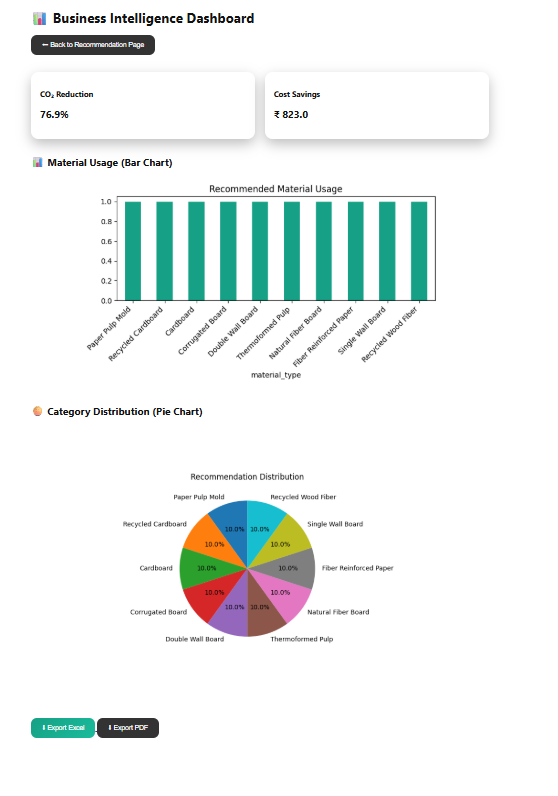 Business Intelligence Dashboard
← Back to Recommendation Page
CO₂ Reduction
76.9%
Cost Savings
₹ 823.0
Material Usage (Bar Chart)
Recommended Material Usage
1.0
0.8
0.6
0.4
0.2
0.0
Paper Pulp Mold
Recycled Cardboard
Cardboard
Corrugated Board
Double Wall Board
Thermoformed Pulp
Natural Fiber Board
Fiber Reinforced Paper
Single Wall Board
Recycled Wood Fiber
material_type
Category Distribution (Pie Chart)
Recommendation Distribution
Paper Pulp Mold
Recycled Wood Fiber
Recycled Cardboard
Single Wall Board
10.0%
10.0%
10.0%
10.0%
Cardboard
10.0%
10.0%
Fiber Reinforced Paper
10.0%
10.0%
10.0%
10.0%
Corrugated Board
Natural Fiber Board
Double Wall Board
Thermoformed Pulp
⬇ Export Excel
⬇ Export PDF